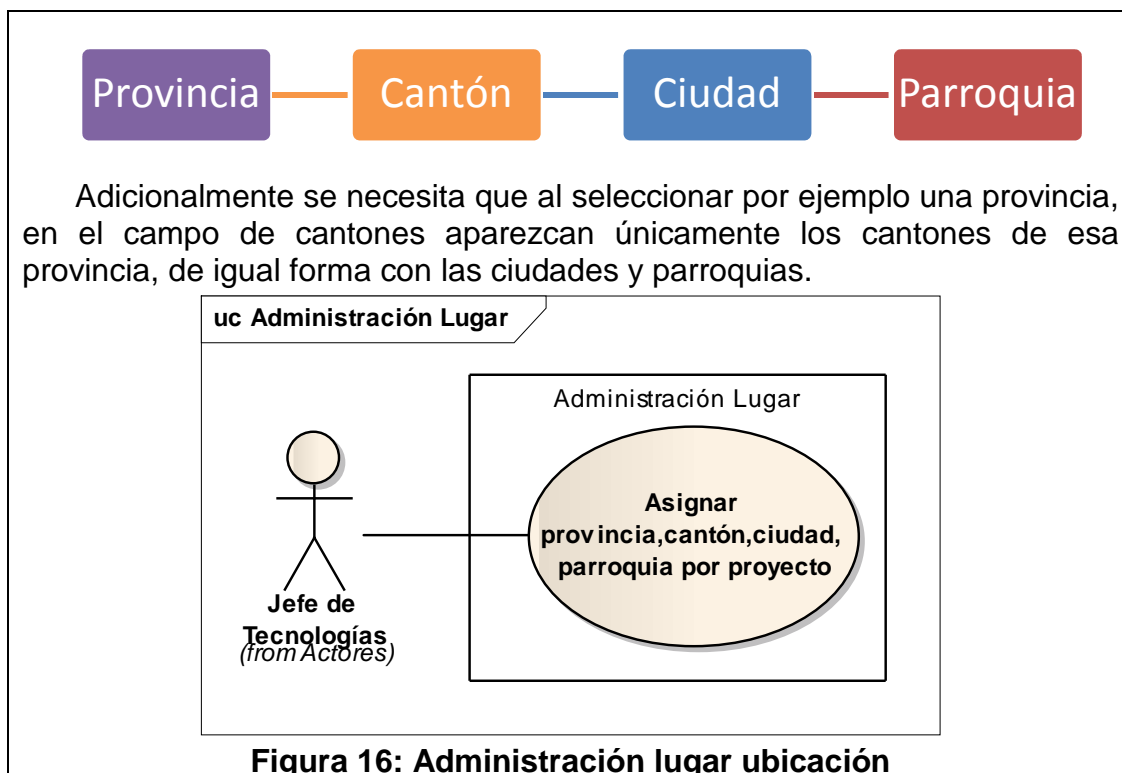 Provincia Cantón Ciudad Parroquia
Adicionalmente se necesita que al seleccionar por ejemplo una provincia,
en el campo de cantones aparezcan únicamente los cantones de esa
provincia, de igual forma con las ciudades y parroquias.
uc Administración Lugar
Administración Lugar
Asignar
provincia,cantón,ciudad,
parroquia por proyecto
Jefe de
Tecnologías
(from Actores)
Figura 16: Administración lugar ubicación